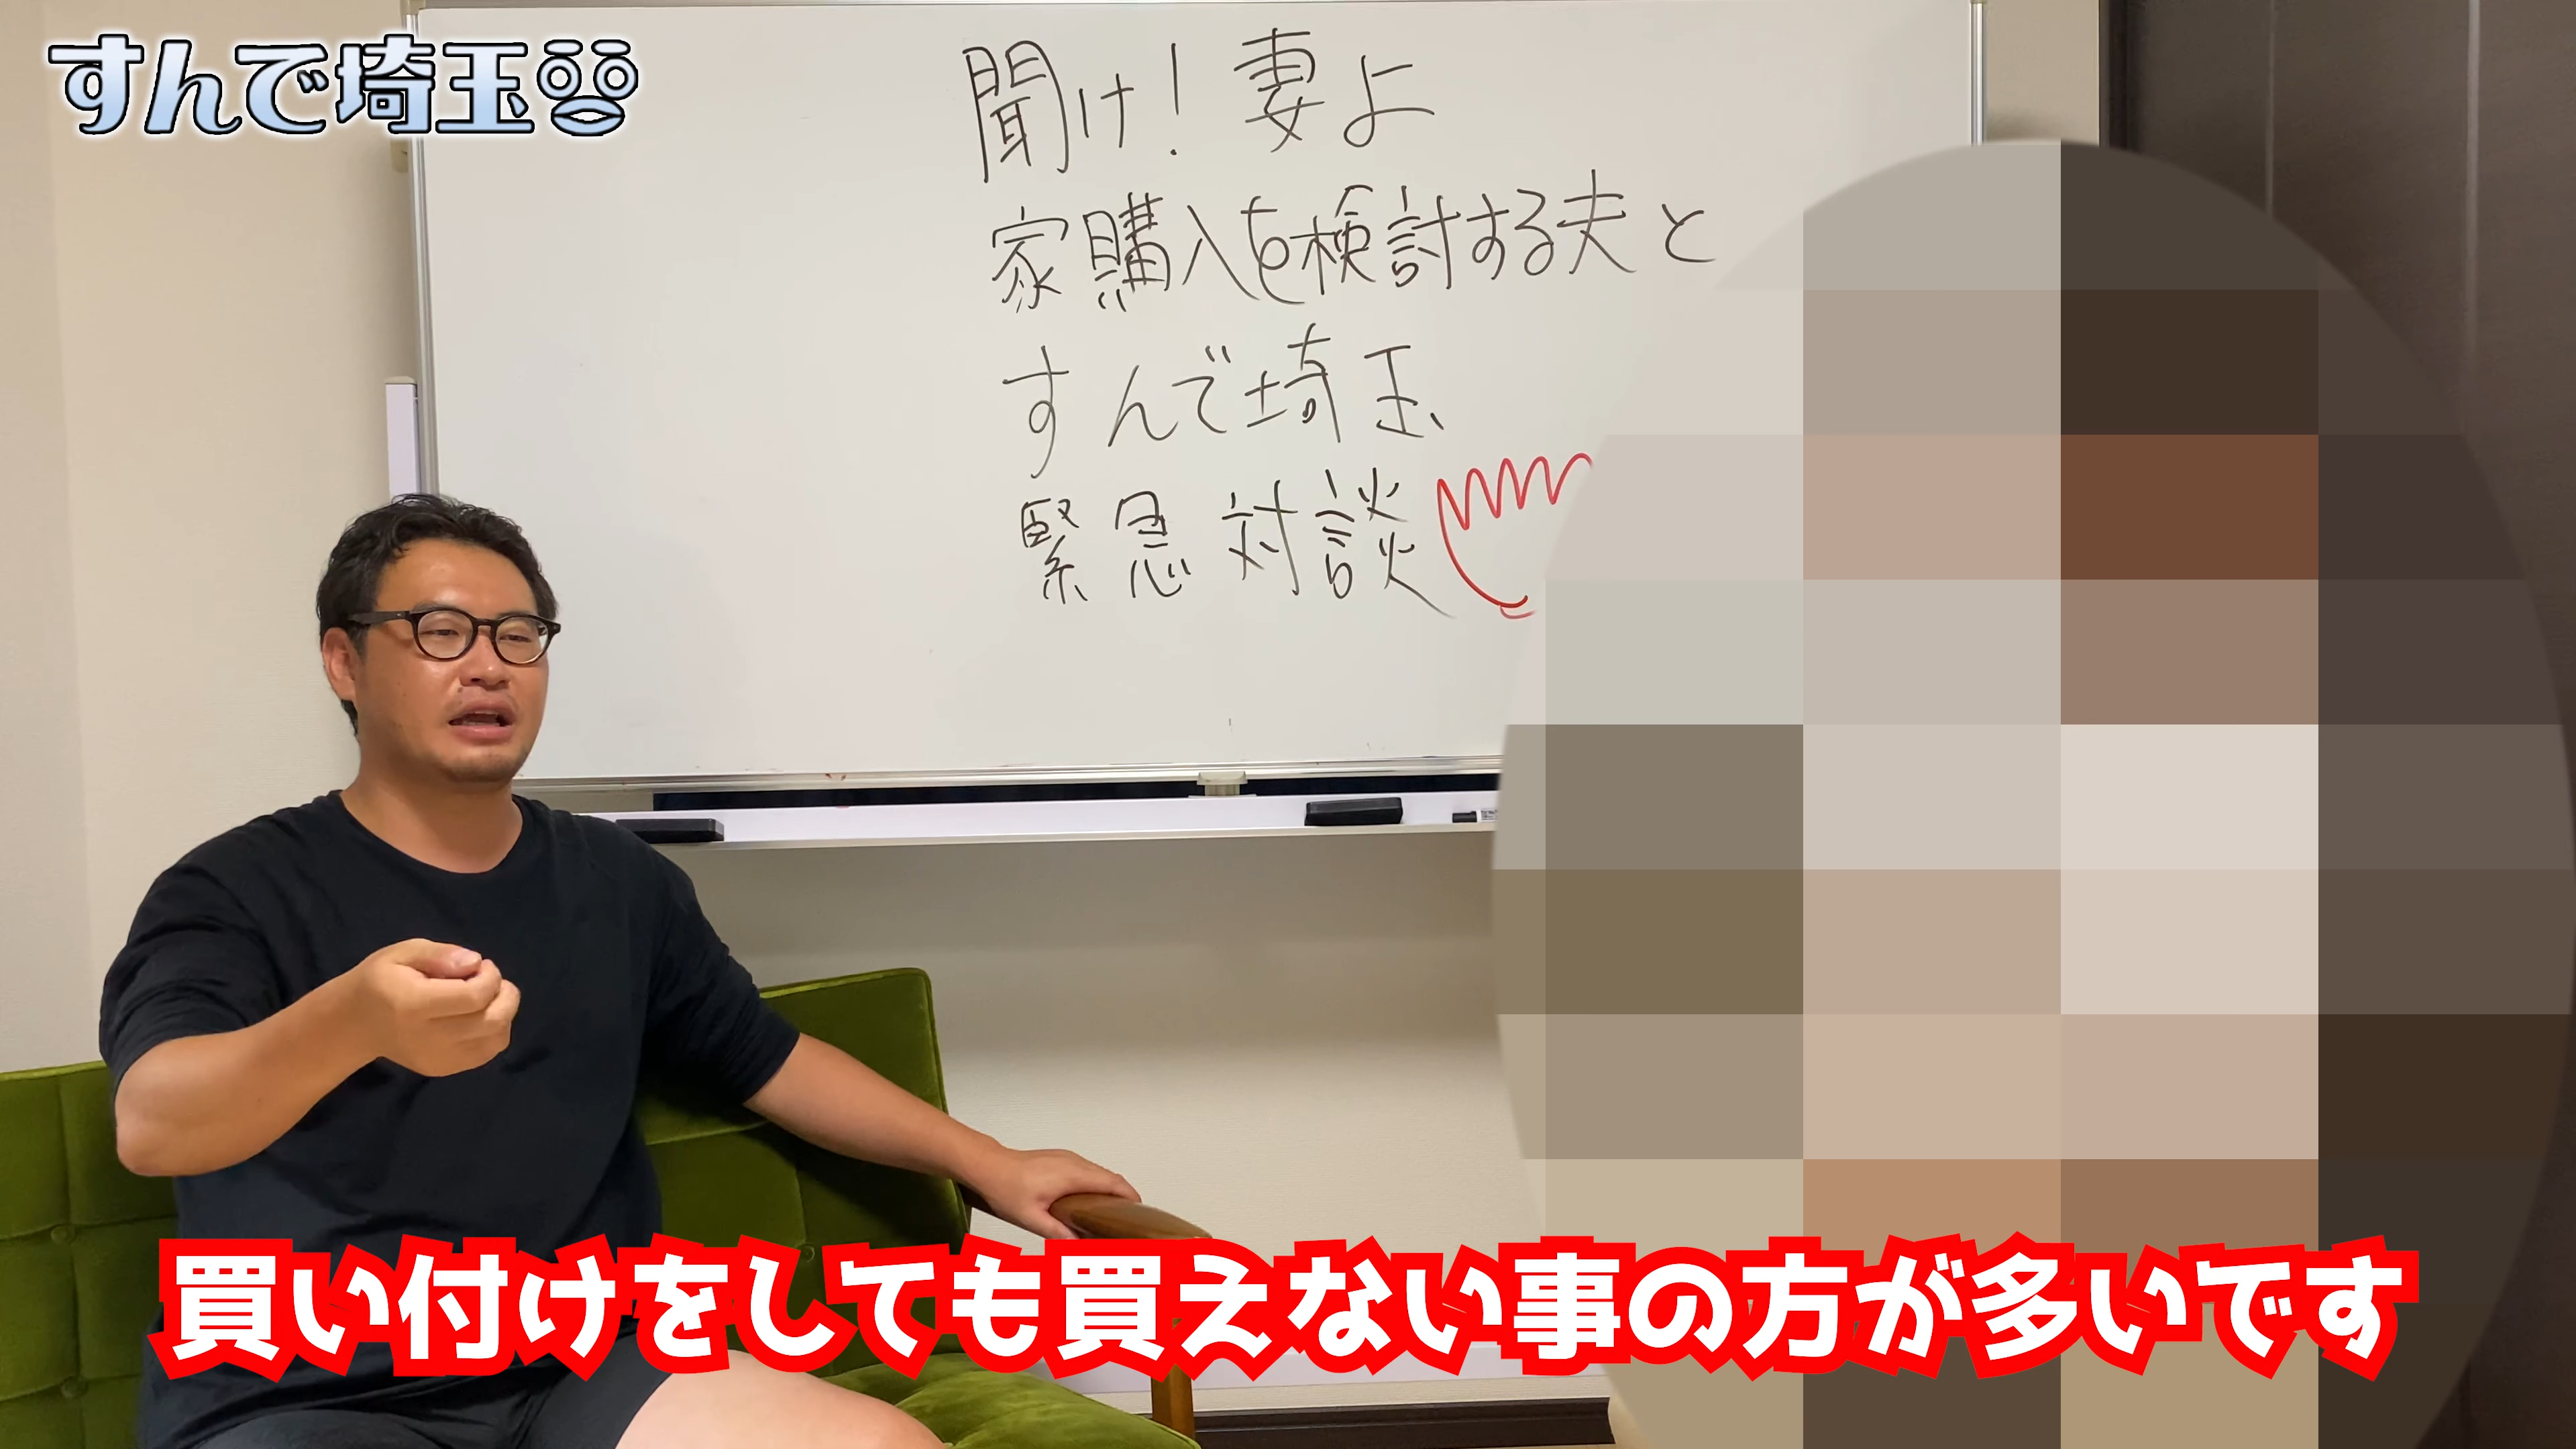 すんで埼玉
聞け!妻よ
家購入を検討する夫と
すんで埼玉
緊急対談
買い付けをしても買えない事の方が多いです